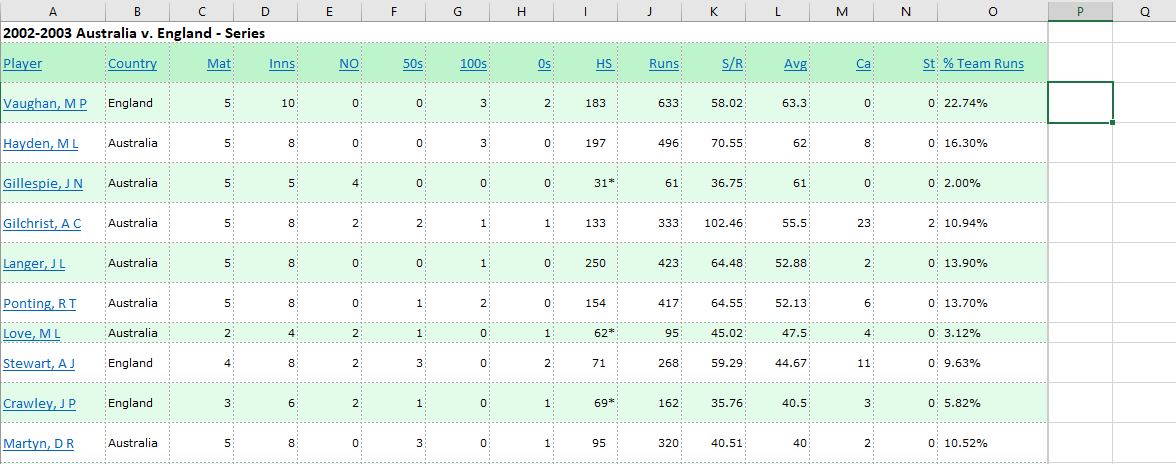 A B C D E F G H I J K L M N O P Q
2002-2003 Australia v. England - Series
Player Country Mat Inns NO 50s 100s 0s HS Runs S/R Avg Ca St % Team Runs
Vaughan, M P England 5 10 0 0 3 2 183 633 58.02 63.3 0 0 22.74%
Hayden, M L Australia 5 8 0 0 3 0 197 496 70.55 62 8 0 16.30%
Gillespie, J N Australia 5 5 4 0 0 0 31* 61 36.75 61 0 0 2.00%
Gilchrist, A C Australia 5 8 2 2 1 1 133 333 102.46 55.5 23 2 10.94%
Langer, J L Australia 5 8 0 0 1 0 250 423 64.48 52.88 2 0 13.90%
Ponting, R T Australia 5 8 0 1 2 0 154 417 64.55 52.13 6 0 13.70%
Love, M L Australia 2 4 2 1 0 1 62* 95 45.02 47.5 4 0 3.12%
Stewart, A J England 4 8 2 3 0 2 71 268 59.29 44.67 11 0 9.63%
Crawley, J P England 3 6 2 1 0 1 69* 162 35.76 40.5 3 0 5.82%
Martyn, D R Australia 5 8 0 3 0 1 95 320 40.51 40 2 0 10.52%